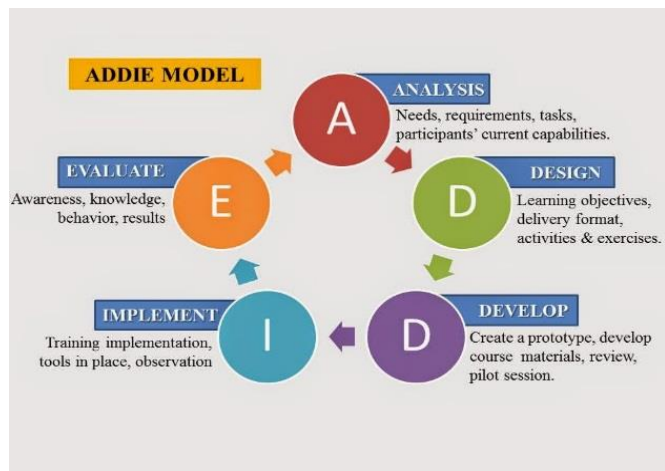 ADDIE MODEL
A
ANALYSIS
Needs, requirements, tasks,
participants' current capabilities.
D
DESIGN
Learning objectives,
delivery format,
activities & exercises.
D
DEVELOP
Create a prototype, develop
course materials, review,
pilot session.
I
IMPLEMENT
Training implementation,
tools in place, observation
E
EVALUATE
Awareness, knowledge,
behavior, results